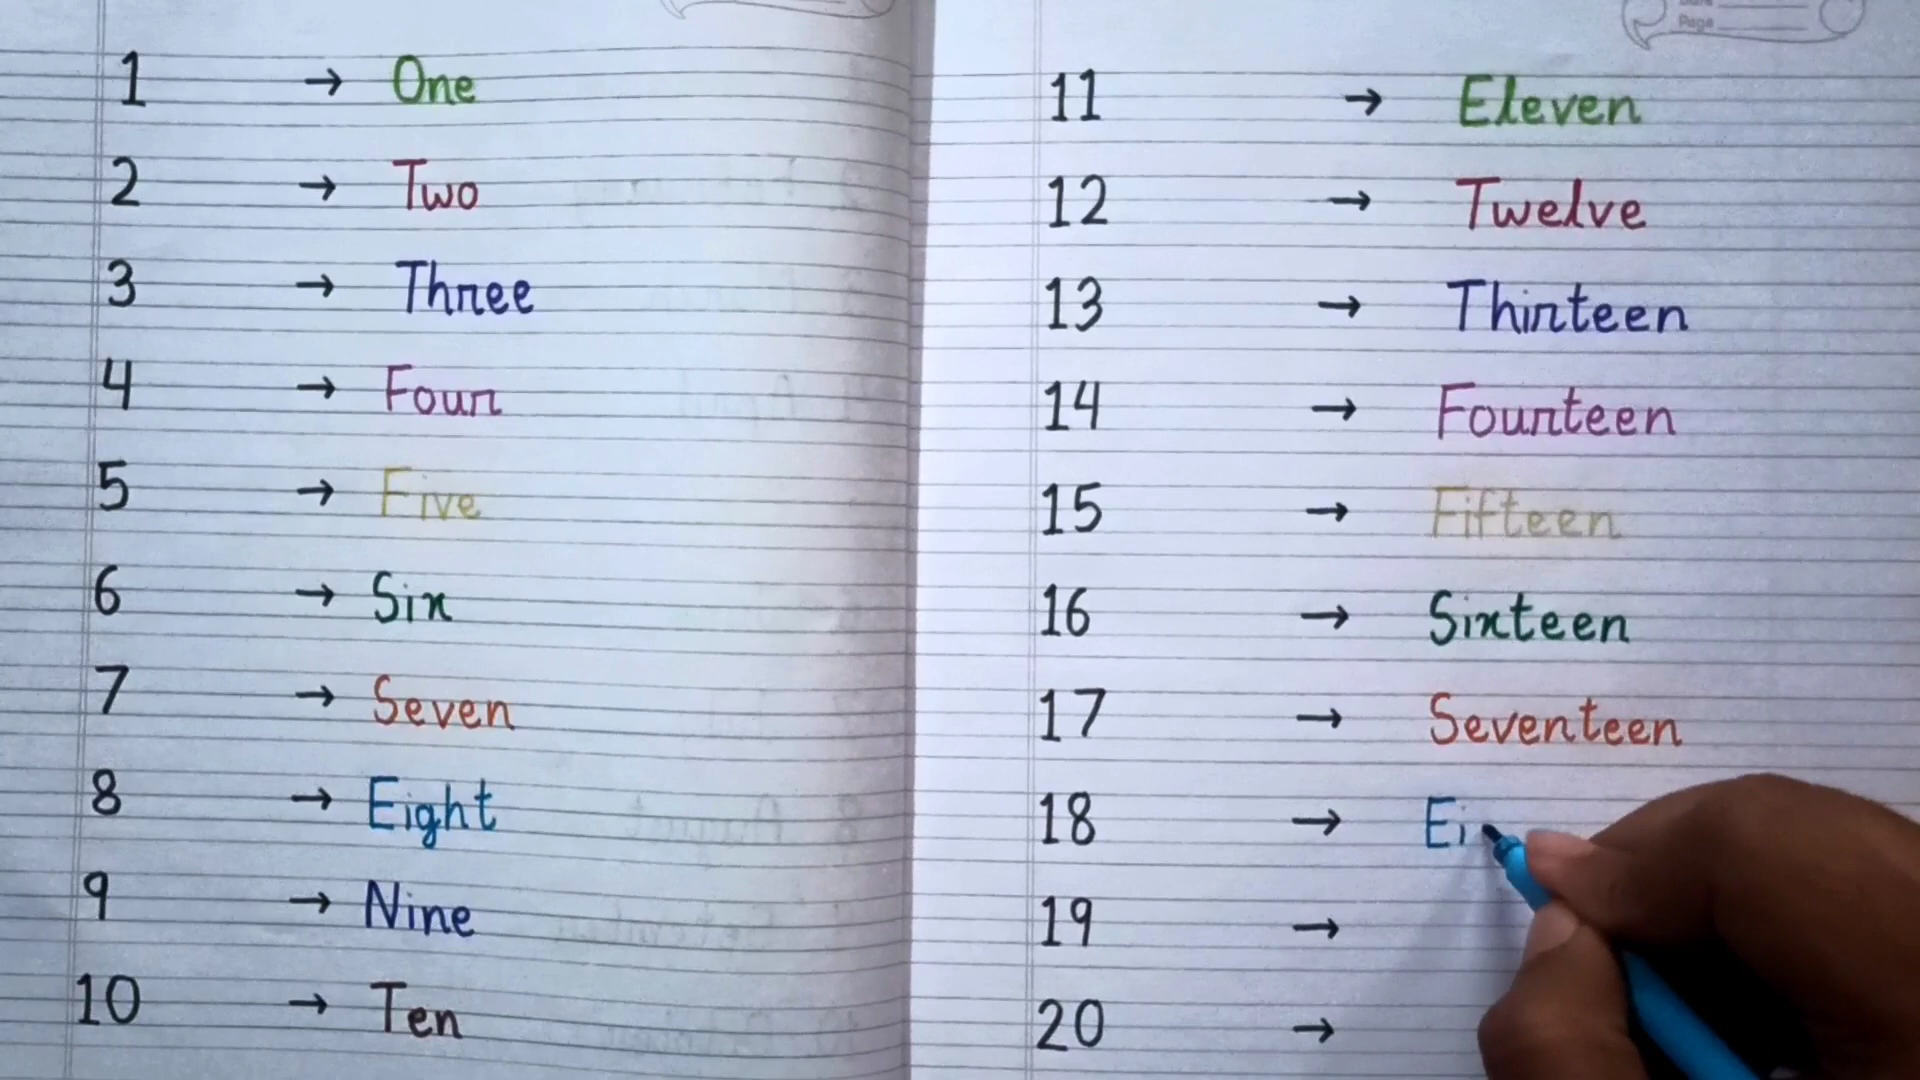 1 → One
2 → Two
3 → Three
4 → Four
5 → Five
6 → Six
7 → Seven
8 → Eight
9 → Nine
10 → Ten
Page
11 → Eleven
12 → Twelve
13 → Thirteen
14 → Fourteen
15 → Fifteen
16 → Sixteen
17 → Seventeen
18 → Ei
19 →
20 →